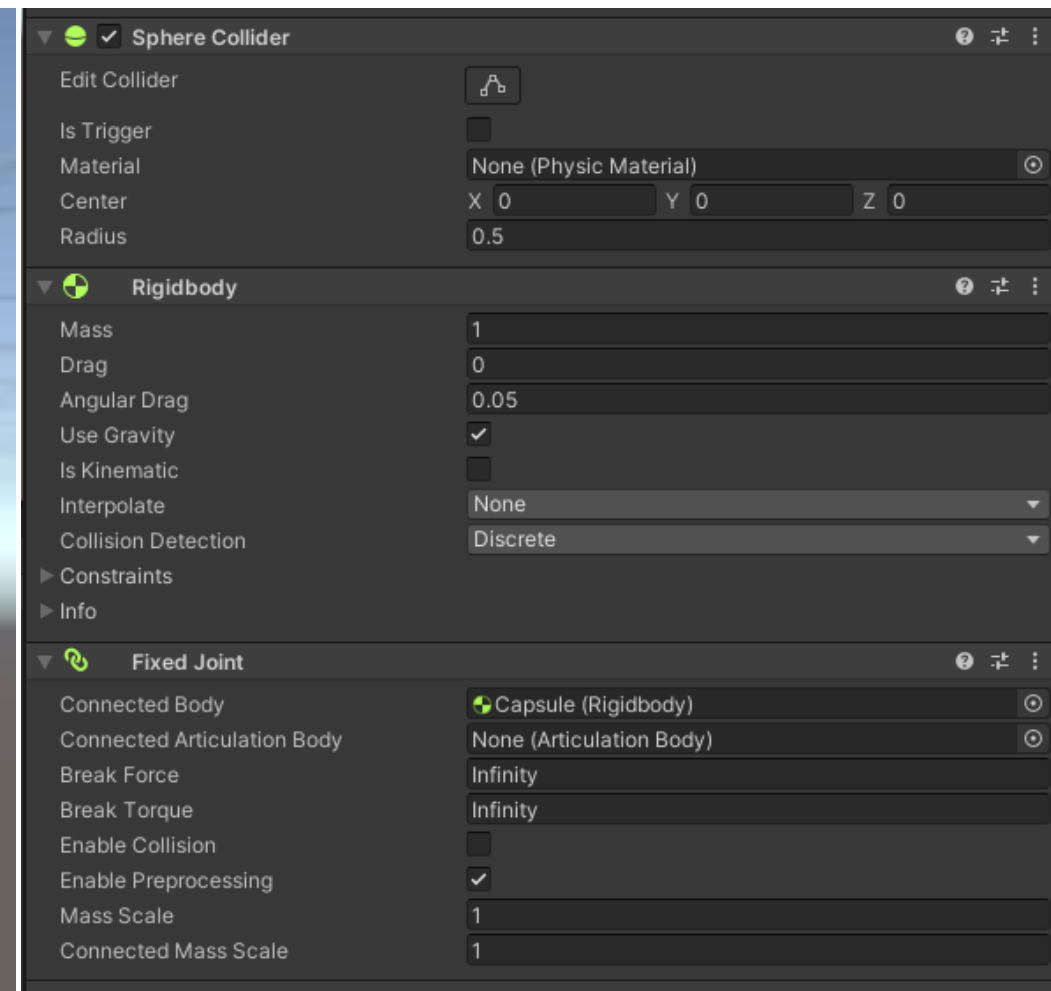 Sphere Collider
Edit Collider
Is Trigger
Material None (Physic Material)
Center X 0 Y 0 Z 0
Radius 0.5
Rigidbody
Mass 1
Drag 0
Angular Drag 0.05
Use Gravity
Is Kinematic
Interpolate None
Collision Detection Discrete
Constraints
Info
Fixed Joint
Connected Body Capsule (Rigidbody)
Connected Articulation Body None (Articulation Body)
Break Force Infinity
Break Torque Infinity
Enable Collision
Enable Preprocessing
Mass Scale 1
Connected Mass Scale 1